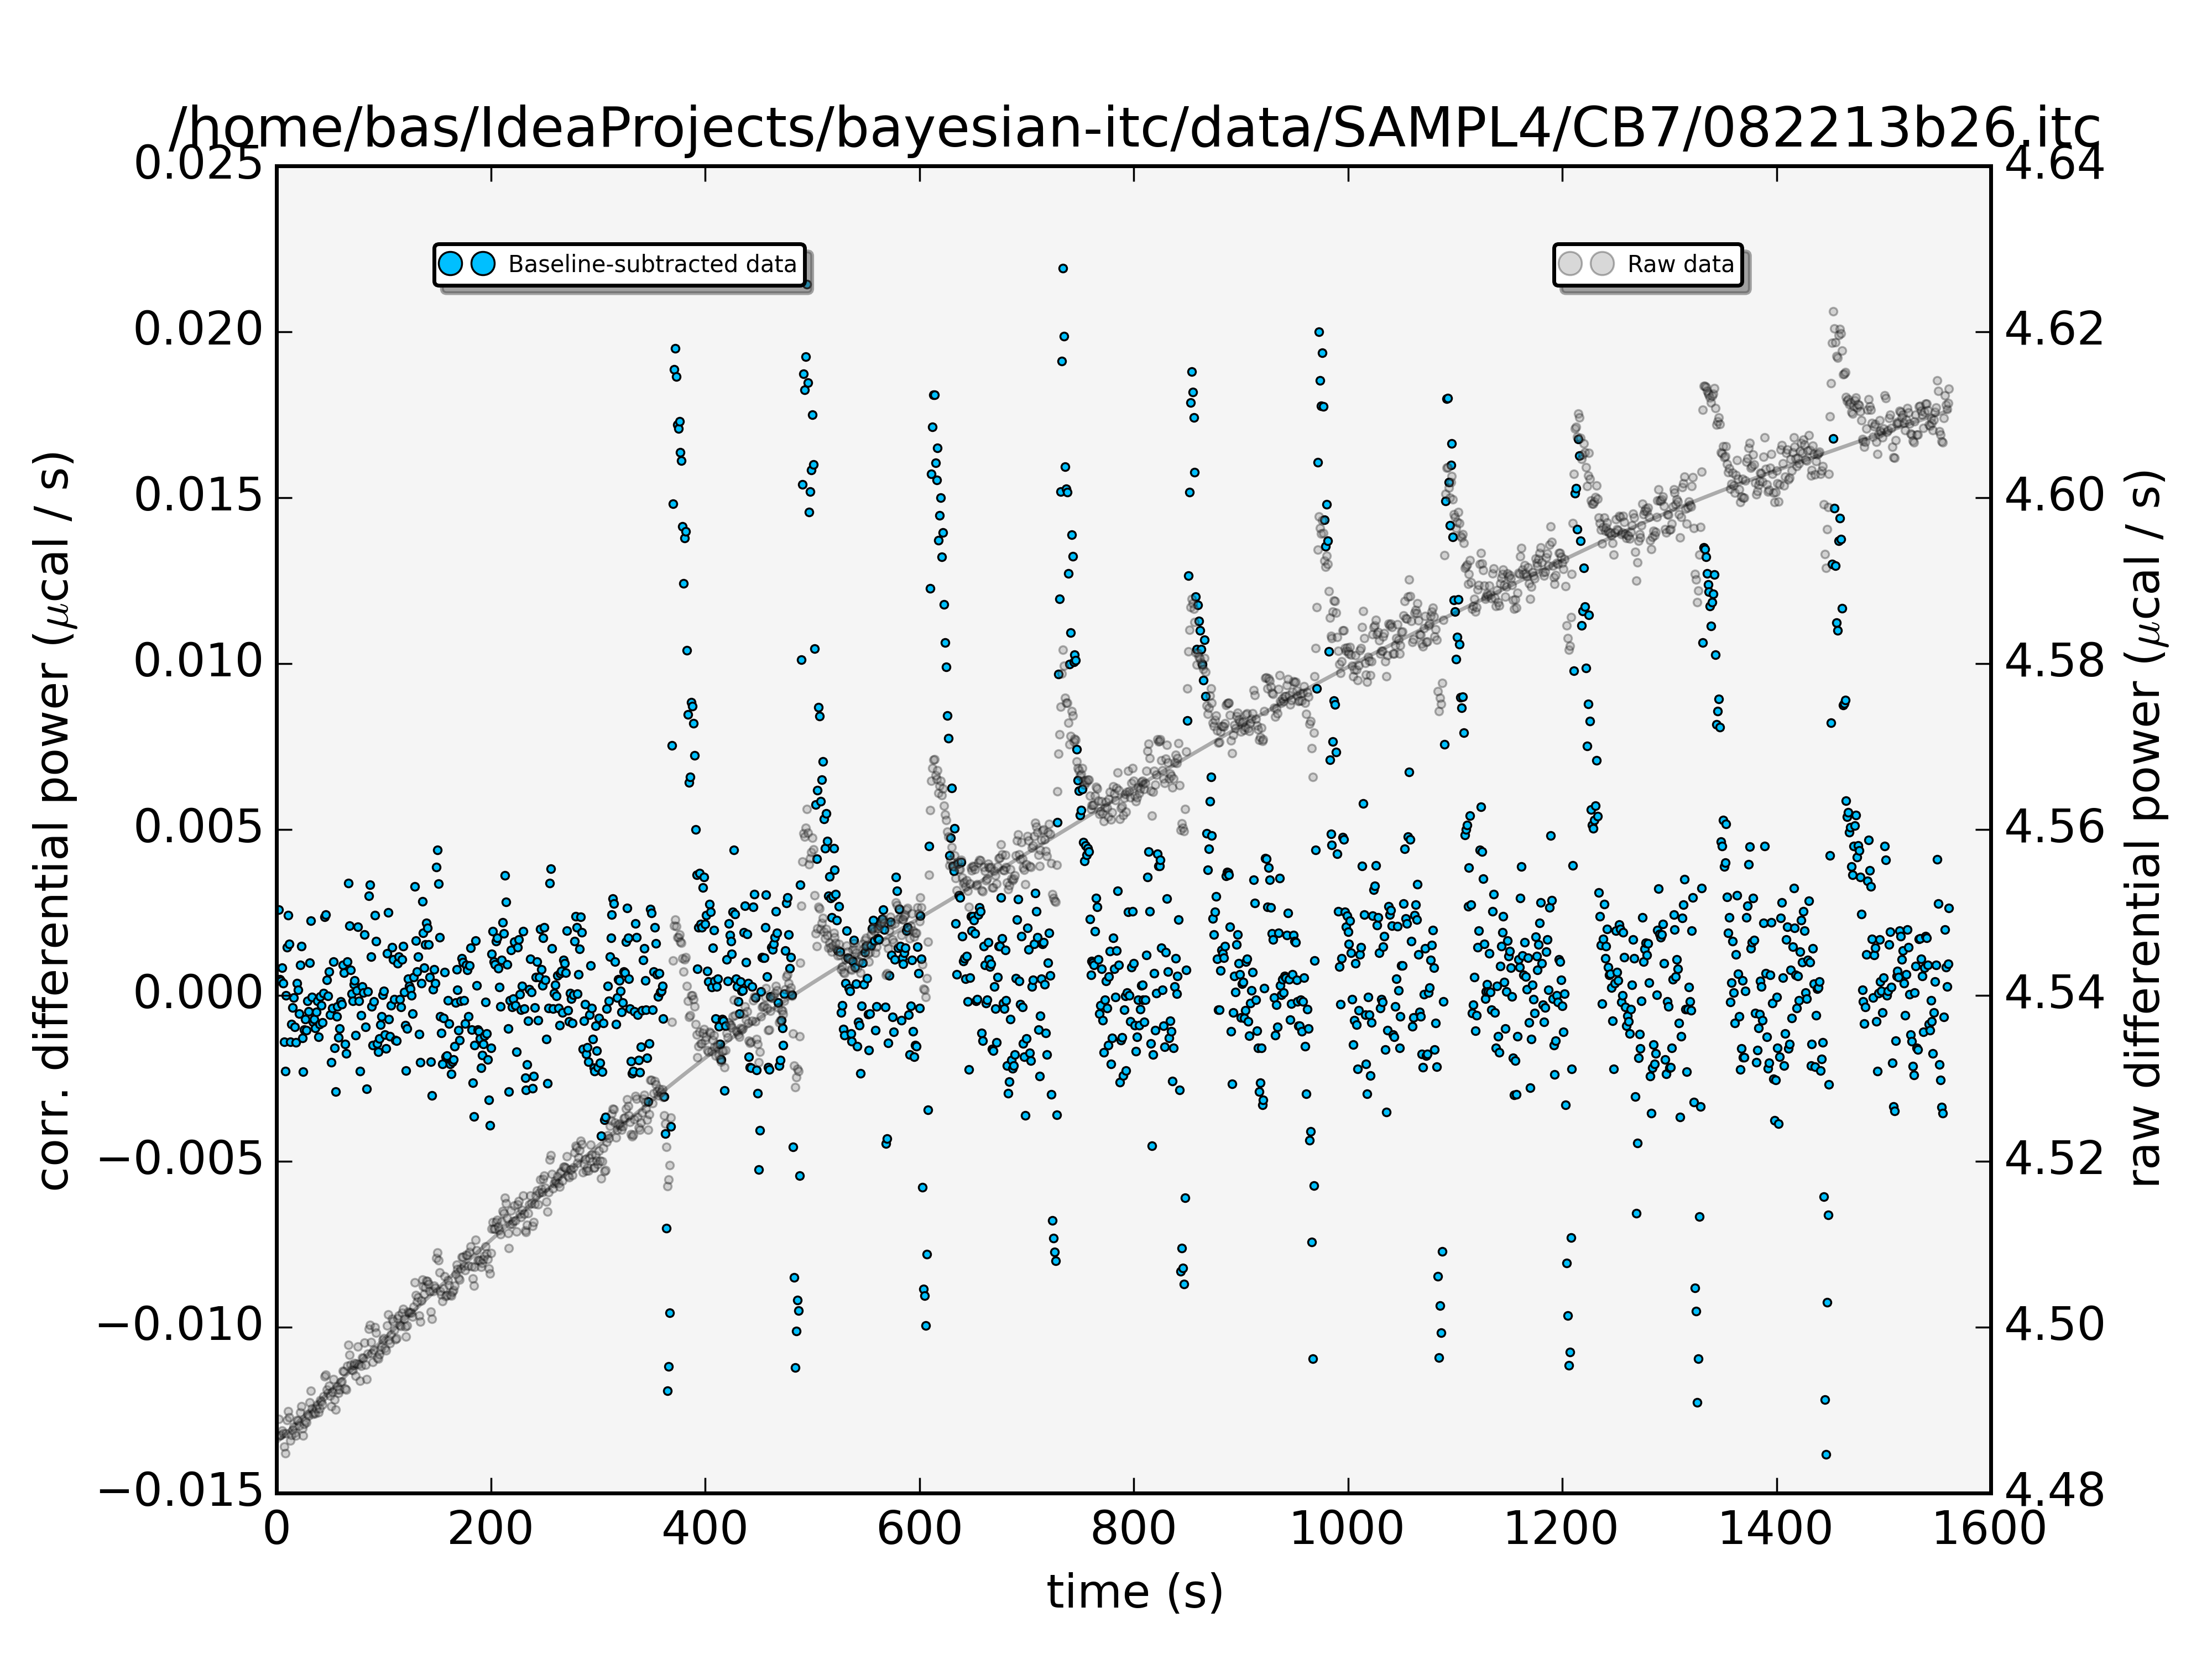 /home/bas/IdeaProjects/bayesian-itc/data/SAMPL4/CB7/082213b26.itc
Baseline-subtracted data
Raw data
corr. differential power (μcal / s)
0.025
0.020
0.015
0.010
0.005
0.000
−0.005
−0.010
−0.015
4.64
4.62
4.60
4.58
4.56
4.54
4.52
4.50
4.48
raw differential power (μcal / s)
0 200 400 600 800 1000 1200 1400 1600
time (s)